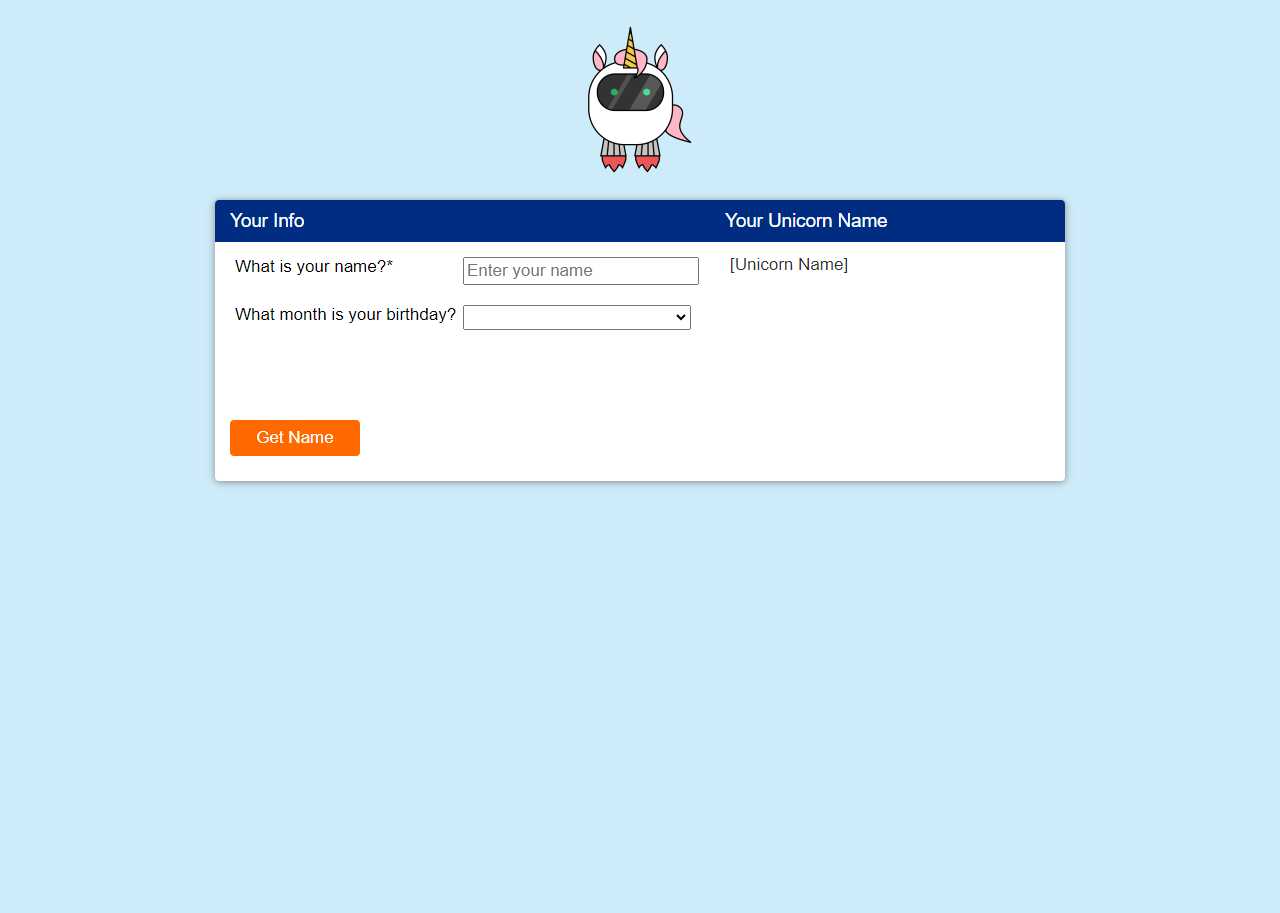 Your Info
Your Unicorn Name
What is your name?*
Enter your name
[Unicorn Name]
What month is your birthday?
Get Name